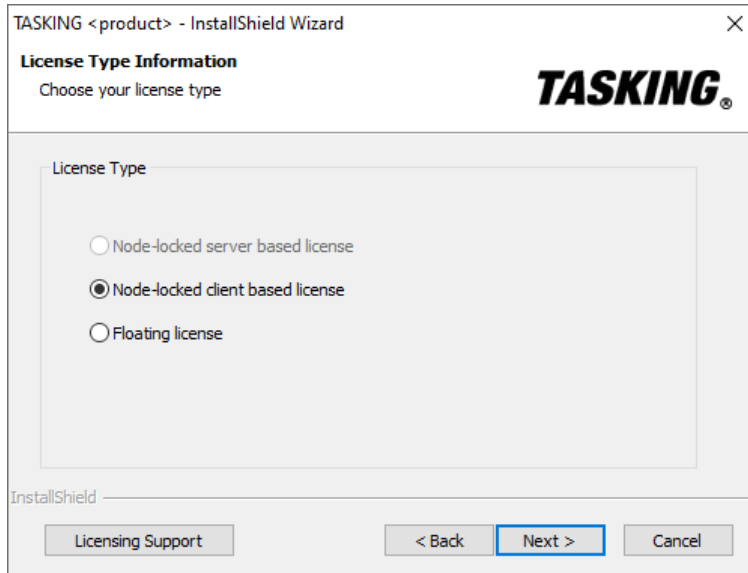 TASKING <product> - InstallShield Wizard
License Type Information
Choose your license type
TASKING®
License Type
Node-locked server based license
Node-locked client based license
Floating license
InstallShield
Licensing Support
< Back
Next >
Cancel